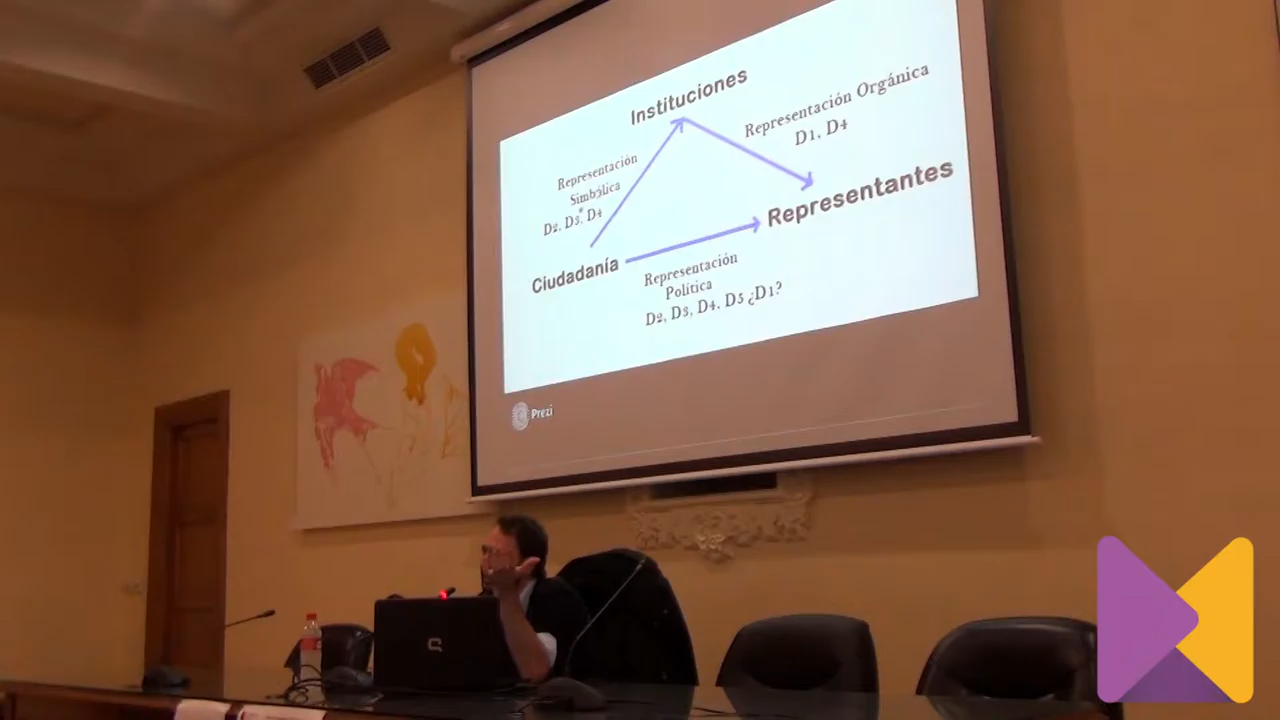 Instituciones
Representación Orgánica
D1, D4
Representación
Simbólica
D2, D3*, D4
Representantes
Ciudadanía
Representación
Política
D2, D3, D4, D5 ¿D1?
Prezi